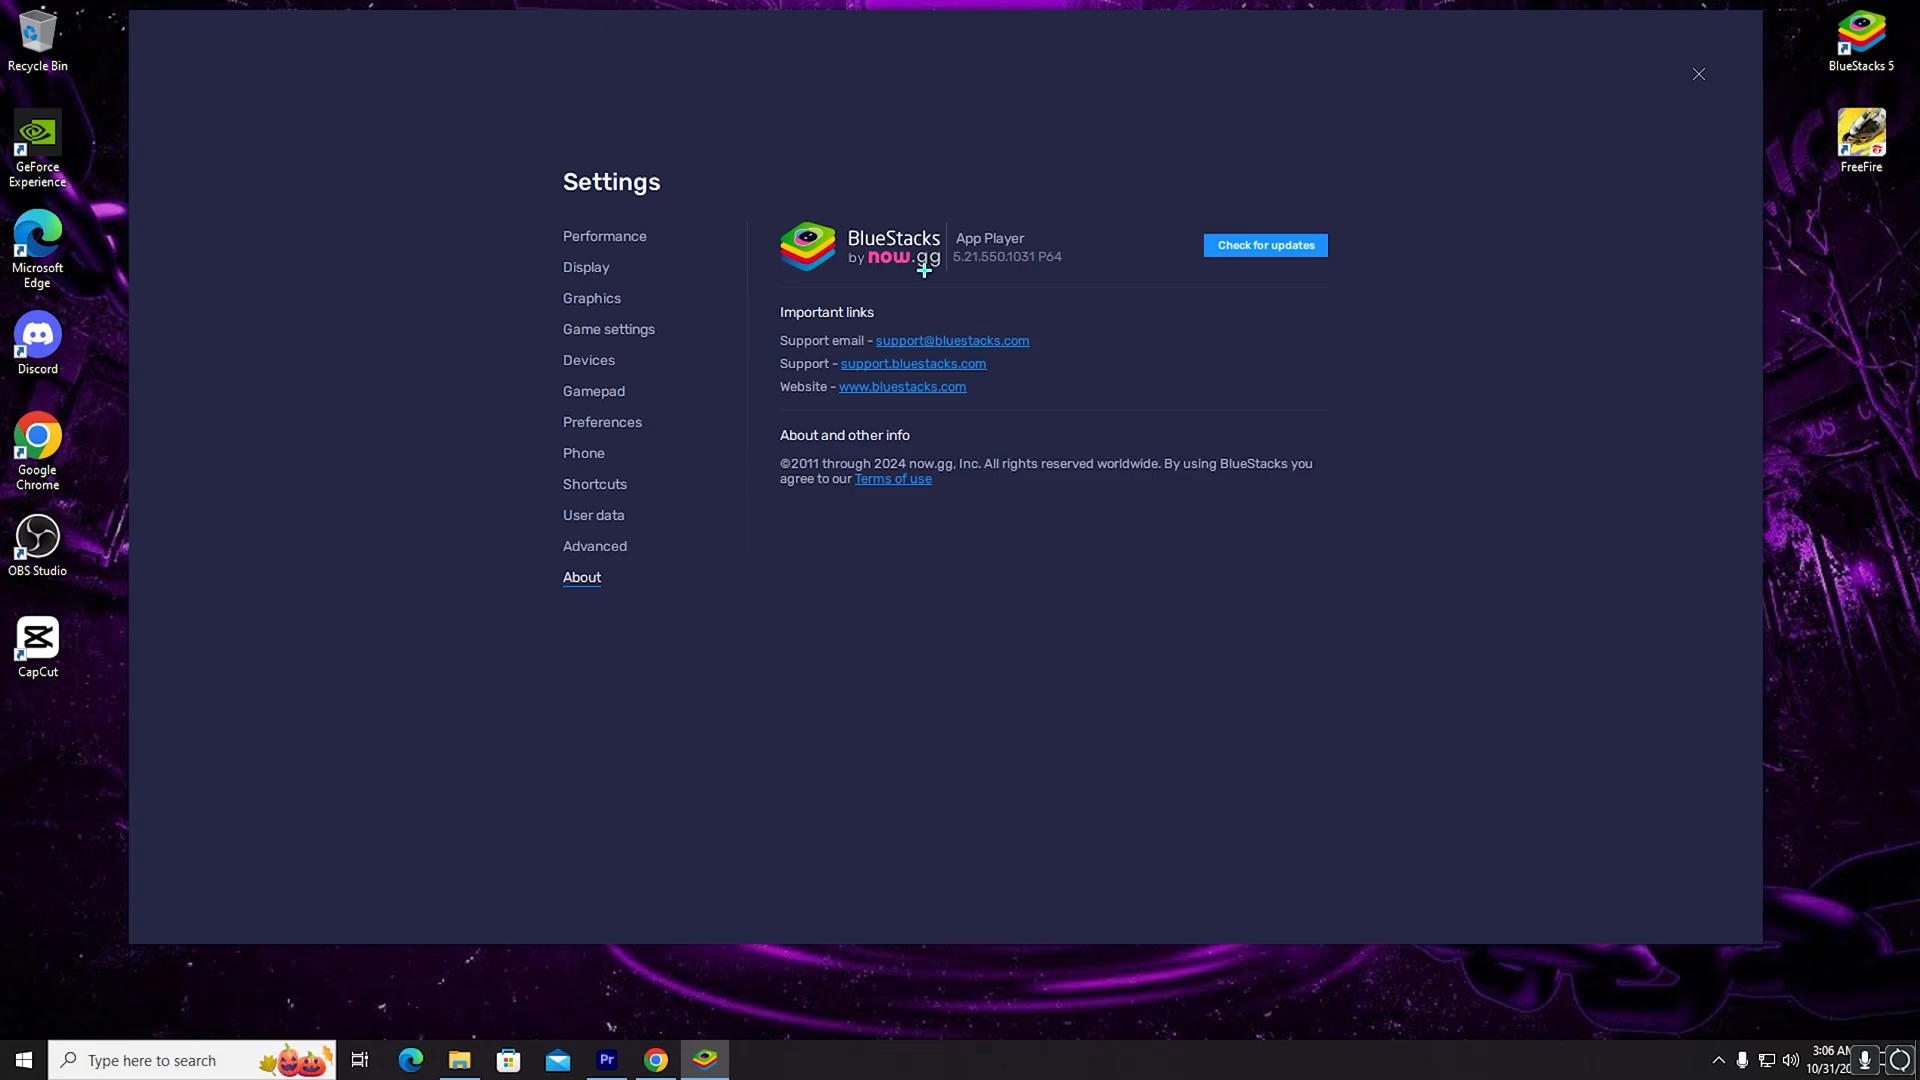 Recycle Bin
GeForce
Experience
Microsoft
Edge
Discord
Google
Chrome
OBS Studio
CapCut
Settings
Performance
Display
Graphics
Game settings
Devices
Gamepad
Preferences
Phone
Shortcuts
User data
Advanced
About
BlueStacks
by now.gg
App Player
5.21.550.1031 P64
Check for updates
Important links
Support email - support@bluestacks.com
Support - support.bluestacks.com
Website - www.bluestacks.com
About and other info
©2011 through 2024 now.gg, Inc. All rights reserved worldwide. By using BlueStacks you
agree to our Terms of use
BlueStacks 5
FreeFire
Type here to search
Pr
3:06 AM
10/31/20